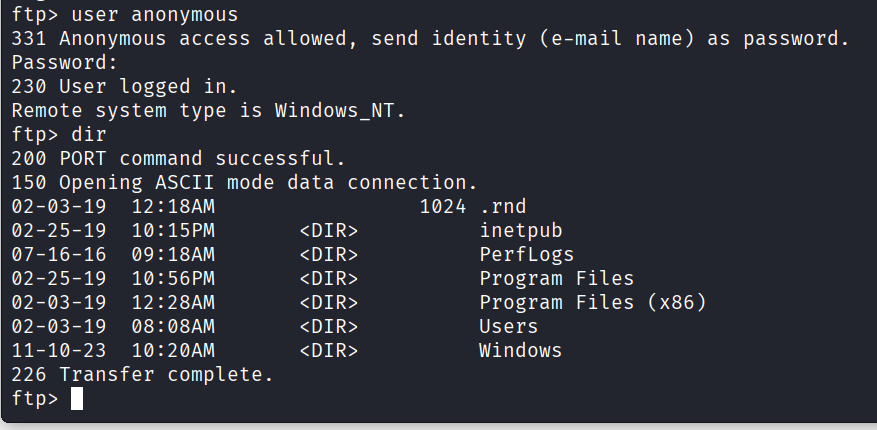 ftp> user anonymous
331 Anonymous access allowed, send identity (e-mail name) as password.
Password:
230 User logged in.
Remote system type is Windows_NT.
ftp> dir
200 PORT command successful.
150 Opening ASCII mode data connection.
02-03-19  12:18AM                 1024 .rnd
02-25-19  10:15PM       <DIR>          inetpub
07-16-16  09:18AM       <DIR>          PerfLogs
02-25-19  10:56PM       <DIR>          Program Files
02-03-19  12:28AM       <DIR>          Program Files (x86)
02-03-19  08:08AM       <DIR>          Users
11-10-23  10:20AM       <DIR>          Windows
226 Transfer complete.
ftp>